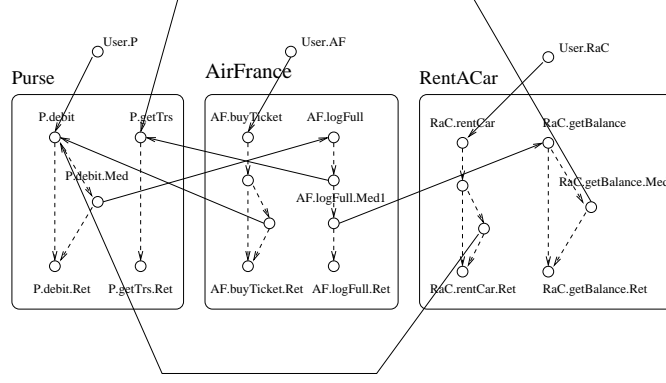 User.P
User.AF
User.RaC
Purse
AirFrance
RentACar
P.debit
P.getTrs
AF.buyTicket
AF.logFull
RaC.rentCar
RaC.getBalance
P.debit.Med
RaC.getBalance.Med
AF.logFull.Med1
P.debit.Ret
P.getTrs.Ret
AF.buyTicket.Ret
AF.logFull.Ret
RaC.rentCar.Ret
RaC.getBalance.Ret